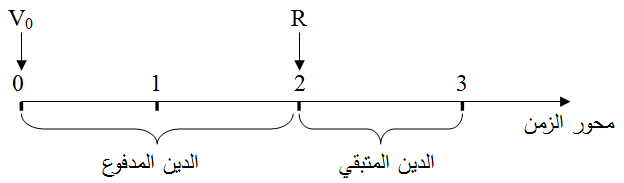 V₀ R
0 1 2 3
محور الزمن
الدين المدفوع الدين المتبقي